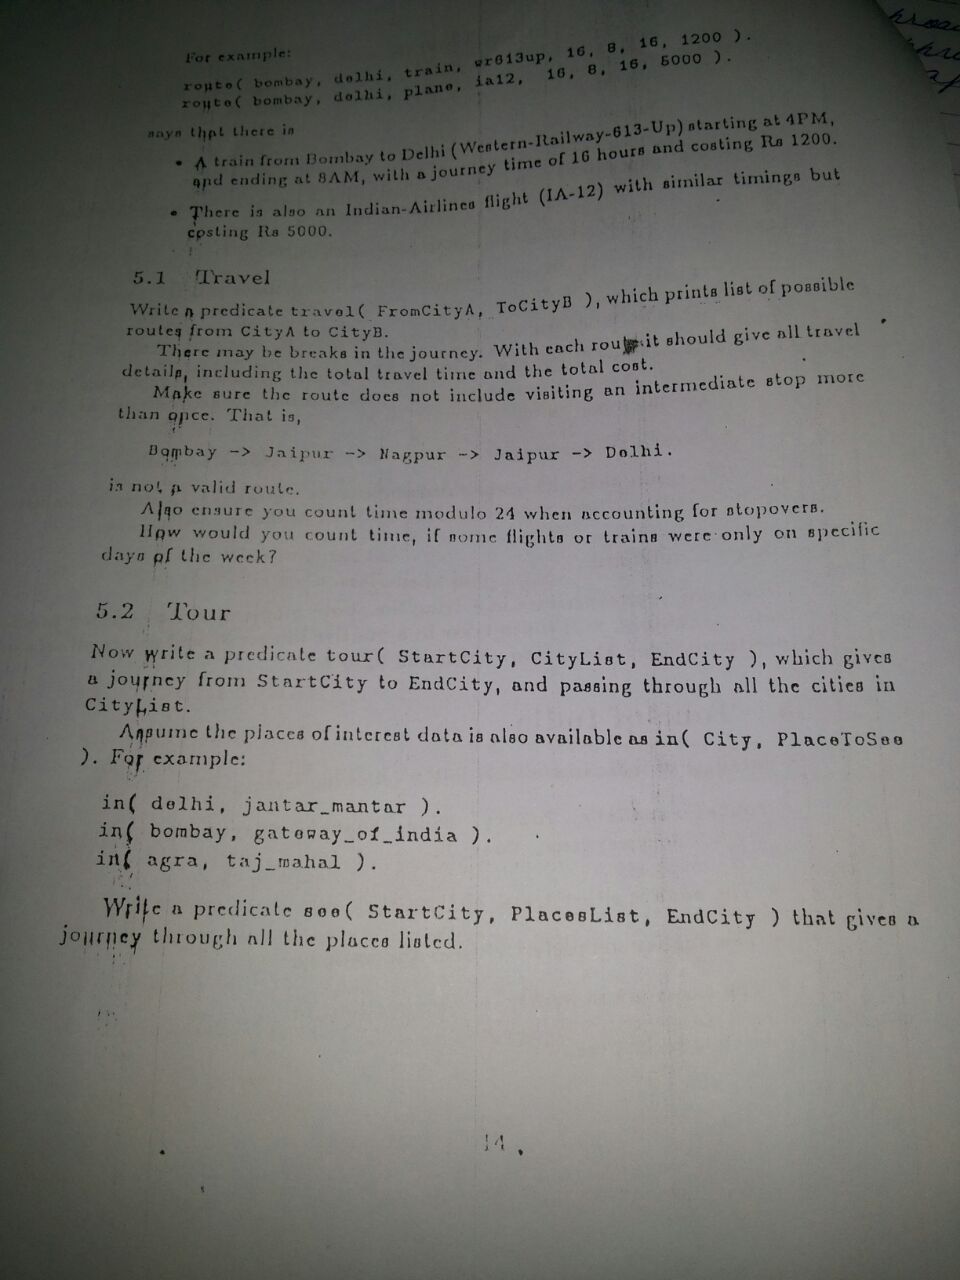 For example:
route( bombay, delhi, train, wr613up, 16, 8, 16, 1200 ).
route( bombay, delhi, plane, ia12, 16, 8, 16, 5000 ).
says that there is
• A train from Bombay to Delhi (Western-Railway-613-Up) starting at 4PM,
and ending at 8AM, with a journey time of 16 hours and costing Rs 1200.
• There is also an Indian-Airlines flight (IA-12) with similar timings but
costing Rs 5000.
5.1 Travel
Write a predicate travel( FromCityA, ToCityB ), which prints list of possible
routes from CityA to CityB.
There may be breaks in the journey. With each route it should give all travel
details, including the total travel time and the total cost.
Make sure the route does not include visiting an intermediate stop more
than once. That is,
Bombay -> Jaipur -> Nagpur -> Jaipur -> Delhi.
is not a valid route.
Also ensure you count time modulo 24 when accounting for stopovers.
How would you count time, if some flights or trains were only on specific
days of the week?
5.2 Tour
Now write a predicate tour( StartCity, CityList, EndCity ), which gives
a journey from StartCity to EndCity, and passing through all the cities in
CityList.
Assume the places of interest data is also available as in( City, PlaceToSee
). For example:
in( delhi, jantar_mantar ).
in( bombay, gateway_of_india ).
in( agra, taj_mahal ).
Write a predicate see( StartCity, PlacesList, EndCity ) that gives a
journey through all the places listed.
14